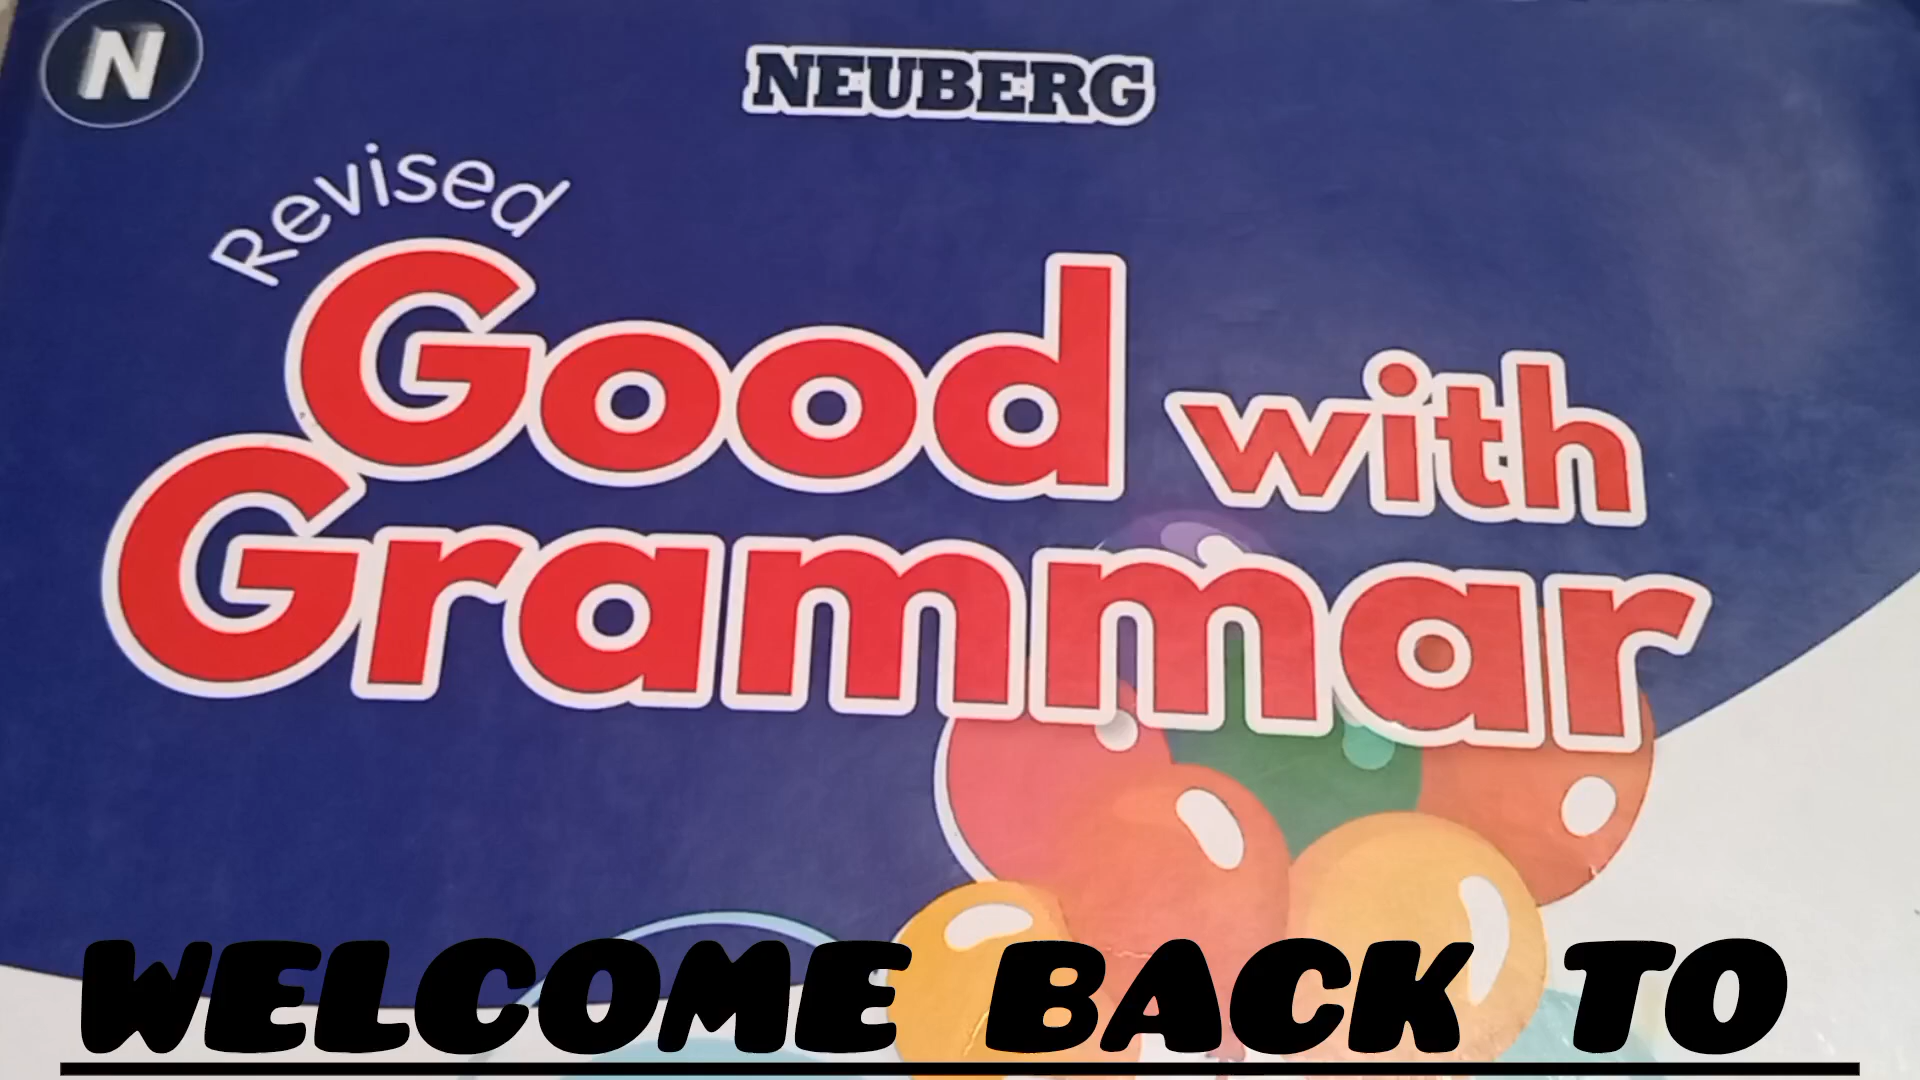 N
NEUBERG
Revised
Good with
Grammar
WELCOME BACK TO